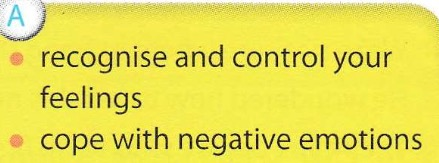 A
recognise and control your
feelings
cope with negative emotions